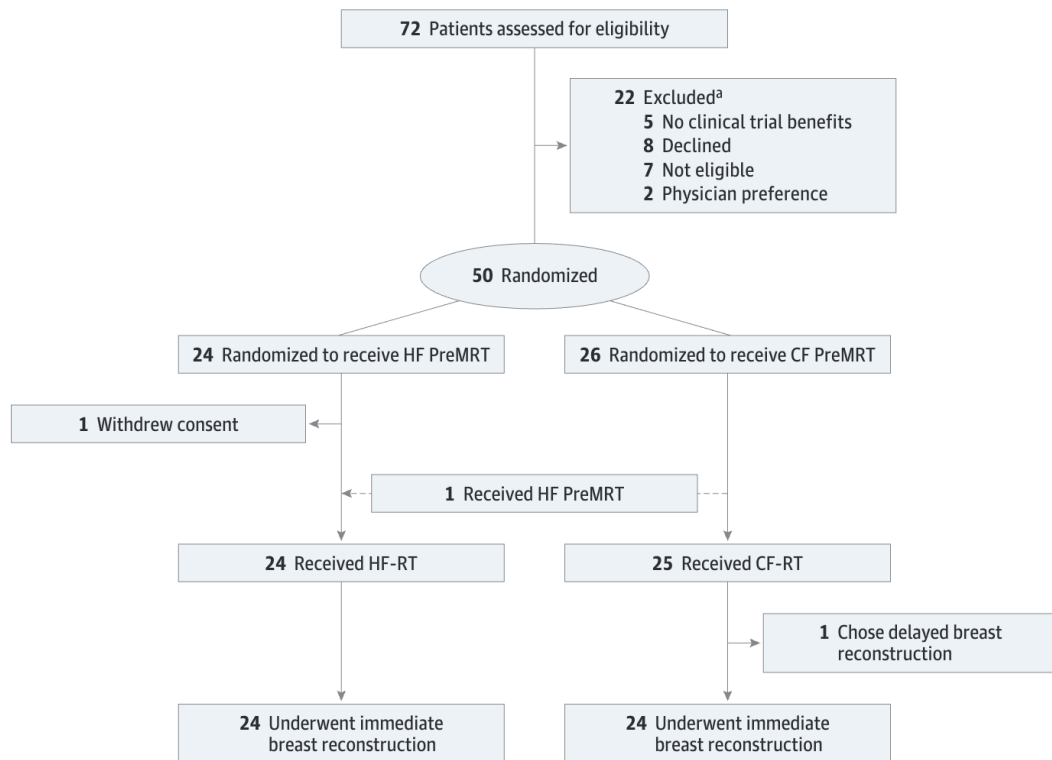 72 Patients assessed for eligibility
22 Excludedᵃ
5 No clinical trial benefits
8 Declined
7 Not eligible
2 Physician preference
50 Randomized
24 Randomized to receive HF PreMRT
26 Randomized to receive CF PreMRT
1 Withdrew consent
1 Received HF PreMRT
24 Received HF-RT
25 Received CF-RT
1 Chose delayed breast
reconstruction
24 Underwent immediate
breast reconstruction
24 Underwent immediate
breast reconstruction